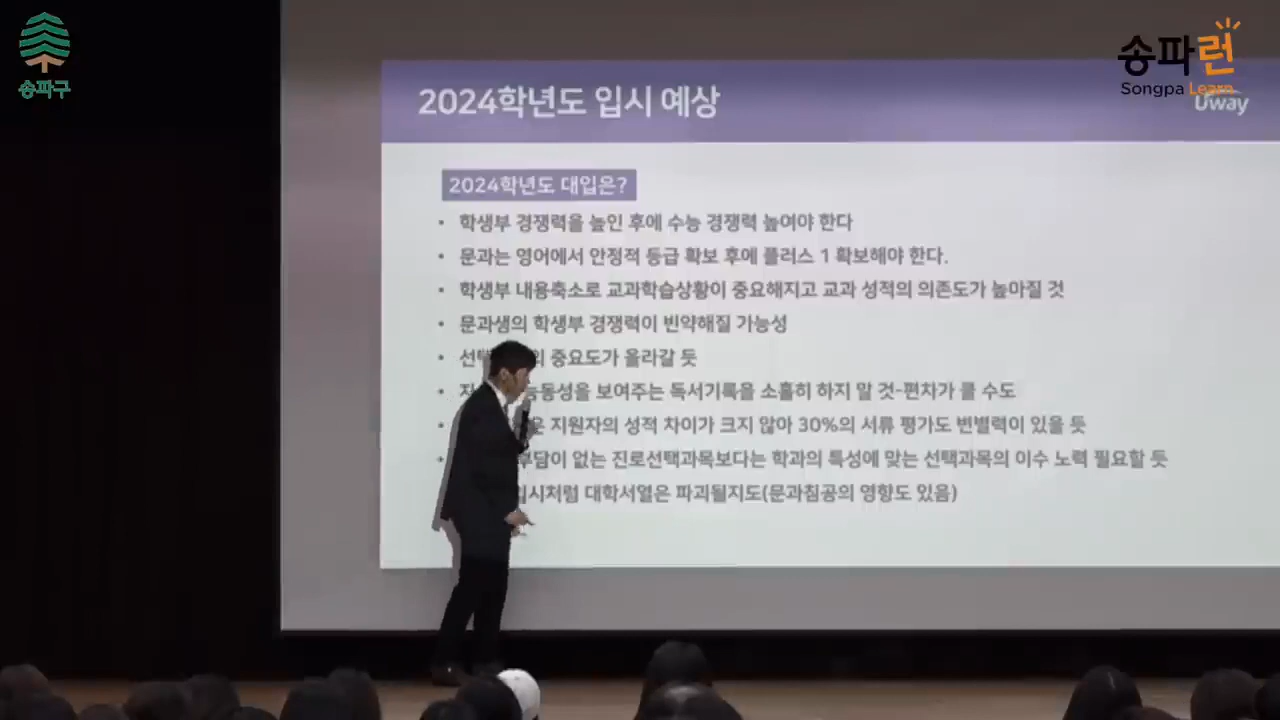 송파구
송파런
Songpa Learn
Uway
2024학년도 입시 예상
2024학년도 대입은?
• 학생부 경쟁력을 높인 후에 수능 경쟁력 높여야 한다
• 문과는 영어에서 안정적 등급 확보 후에 플러스 1 확보해야 한다.
• 학생부 내용축소로 교과학습상황이 중요해지고 교과 성적의 의존도가 높아질 것
• 문과생의 학생부 경쟁력이 빈약해질 가능성
• 중요도가 올라갈 듯
• 능동성을 보여주는 독서기록을 소홀히 하지 말 것-편차가 클 수도
• 지원자의 성적 차이가 크지 않아 30%의 서류 평가도 변별력이 있을 듯
• 부담이 없는 진로선택과목보다는 학과의 특성에 맞는 선택과목의 이수 노력 필요할 듯
입시처럼 대학서열은 파괴될지도(문과침공의 영향도 있음)